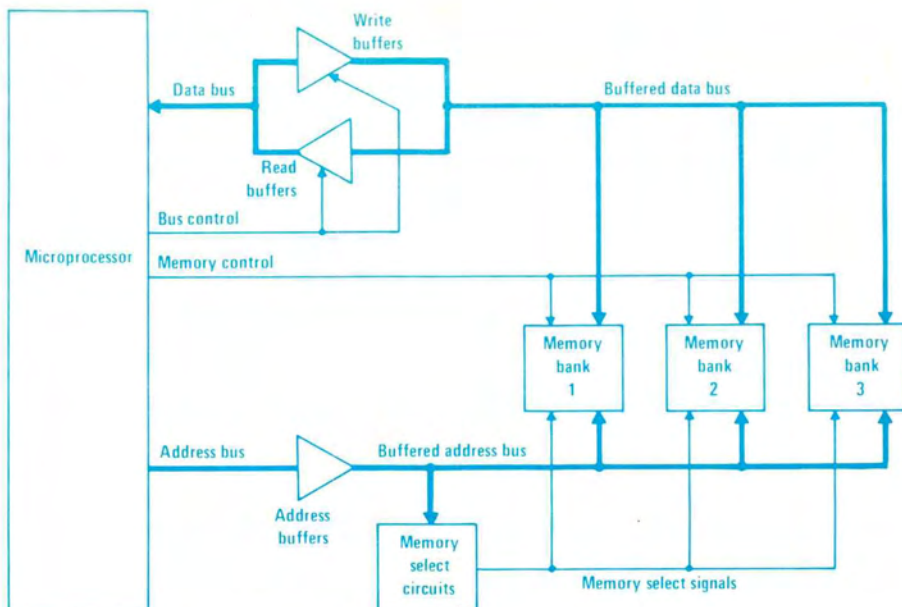 Write
buffers
Data bus
Buffered data bus
Read
buffers
Bus control
Microprocessor
Memory control
Memory
bank
1
Memory
bank
2
Memory
bank
3
Address bus
Buffered address bus
Address
buffers
Memory
select
circuits
Memory select signals